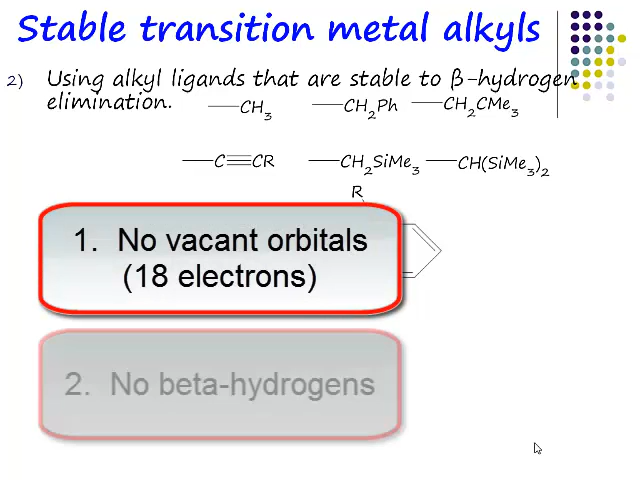 Stable transition metal alkyls
2) Using alkyl ligands that are stable to β-hydrogen
elimination.
CH3 CH2Ph CH2CMe3
C CR CH2SiMe3 CH(SiMe3)2
R
1. No vacant orbitals
(18 electrons)
2. No beta-hydrogens